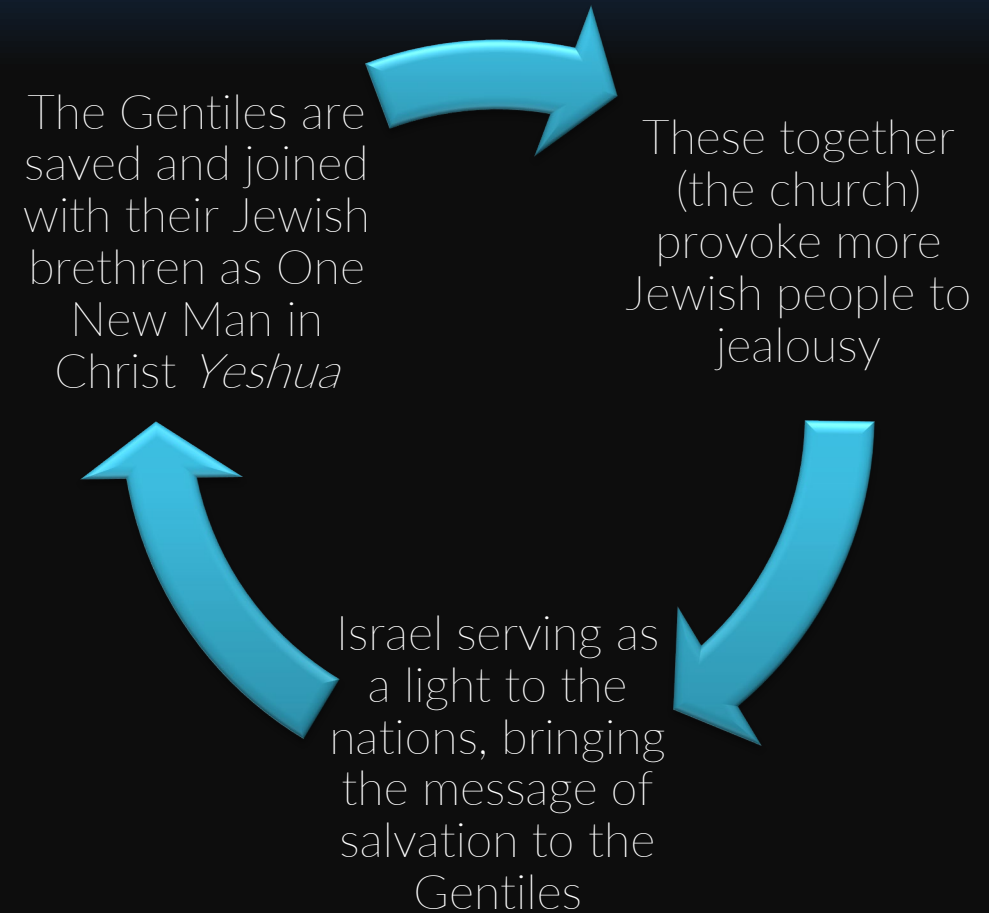 The Gentiles are
saved and joined
with their Jewish
brethren as One
New Man in
Christ Yeshua
These together
(the church)
provoke more
Jewish people to
jealousy
Israel serving as
a light to the
nations, bringing
the message of
salvation to the
Gentiles